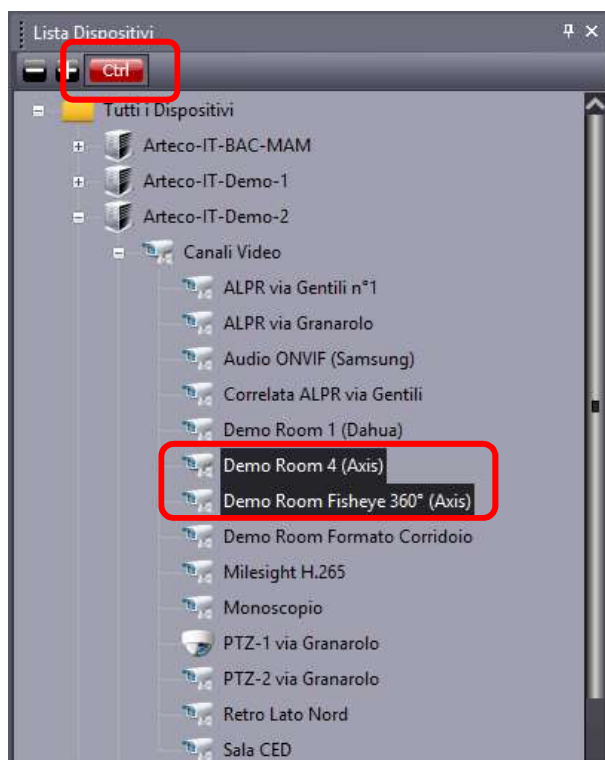 Lista Dispositivi
Ctrl
Tutti i Dispositivi
Arteco-IT-BAC-MAM
Arteco-IT-Demo-1
Arteco-IT-Demo-2
Canali Video
ALPR via Gentili n°1
ALPR via Granarolo
Audio ONVIF (Samsung)
Correlata ALPR via Gentili
Demo Room 1 (Dahua)
Demo Room 4 (Axis)
Demo Room Fisheye 360° (Axis)
Demo Room Formato Corridoio
Milesight H.265
Monoscopio
PTZ-1 via Granarolo
PTZ-2 via Granarolo
Retro Lato Nord
Sala CED